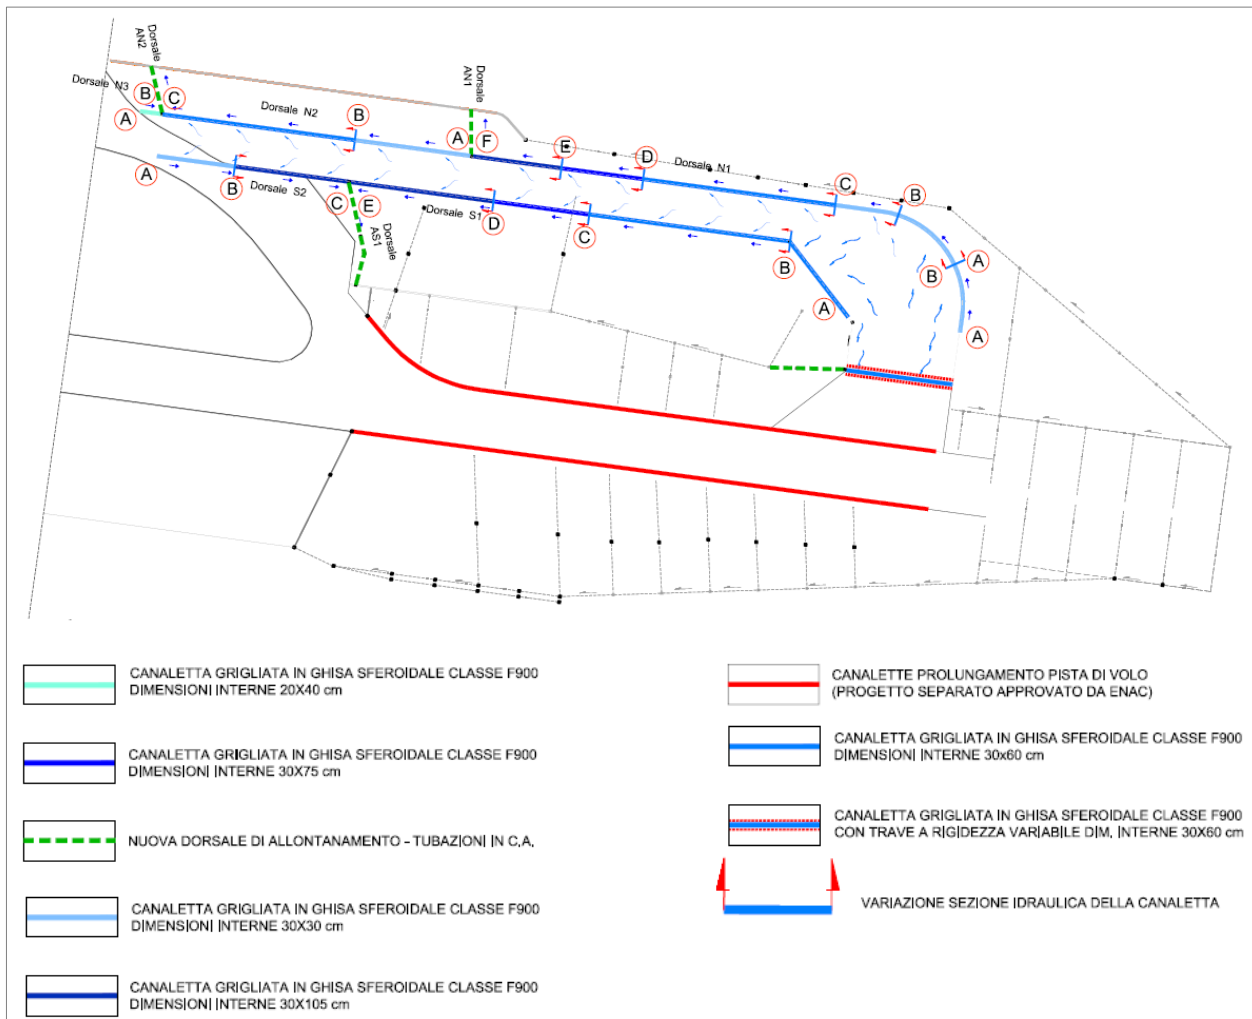 Dorsale
AN2
Dorsale N3
B
C
A
Dorsale N2
B
Dorsale
AN1
A
F
E
D
Dorsale N1
C
B
A
B
A
A
B
Dorsale S2
C
E
Dorsale
AS1
Dorsale S1
D
C
B
A
CANALETTA GRIGLIATA IN GHISA SFEROIDALE CLASSE F900
DIMENSIONI INTERNE 20X40 cm
CANALETTA GRIGLIATA IN GHISA SFEROIDALE CLASSE F900
DIMENSIONI INTERNE 30X75 cm
NUOVA DORSALE DI ALLONTANAMENTO - TUBAZIONI IN C.A.
CANALETTA GRIGLIATA IN GHISA SFEROIDALE CLASSE F900
DIMENSIONI INTERNE 30X30 cm
CANALETTA GRIGLIATA IN GHISA SFEROIDALE CLASSE F900
DIMENSIONI INTERNE 30X105 cm
CANALETTE PROLUNGAMENTO PISTA DI VOLO
(PROGETTO SEPARATO APPROVATO DA ENAC)
CANALETTA GRIGLIATA IN GHISA SFEROIDALE CLASSE F900
DIMENSIONI INTERNE 30x60 cm
CANALETTA GRIGLIATA IN GHISA SFEROIDALE CLASSE F900
CON TRAVE A RIGIDEZZA VARIABILE DIM. INTERNE 30X60 cm
VARIAZIONE SEZIONE IDRAULICA DELLA CANALETTA